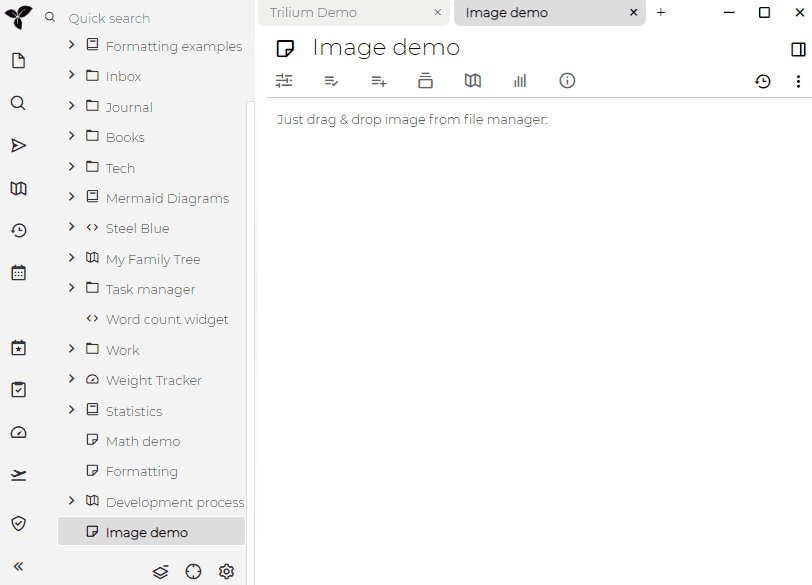 Quick search
Trilium Demo
Image demo
Formatting examples
Inbox
Journal
Books
Tech
Mermaid Diagrams
Steel Blue
My Family Tree
Task manager
Word count widget
Work
Weight Tracker
Statistics
Math demo
Formatting
Development process
Image demo
Image demo
Just drag & drop image from file manager: